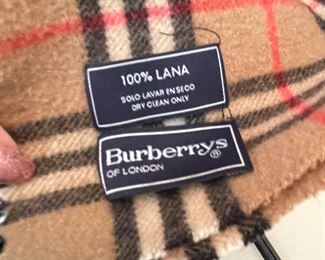 100% LANA
SOLO LAVAR EN SECO
DRY CLEAN ONLY
Burberrys®
OF LONDON